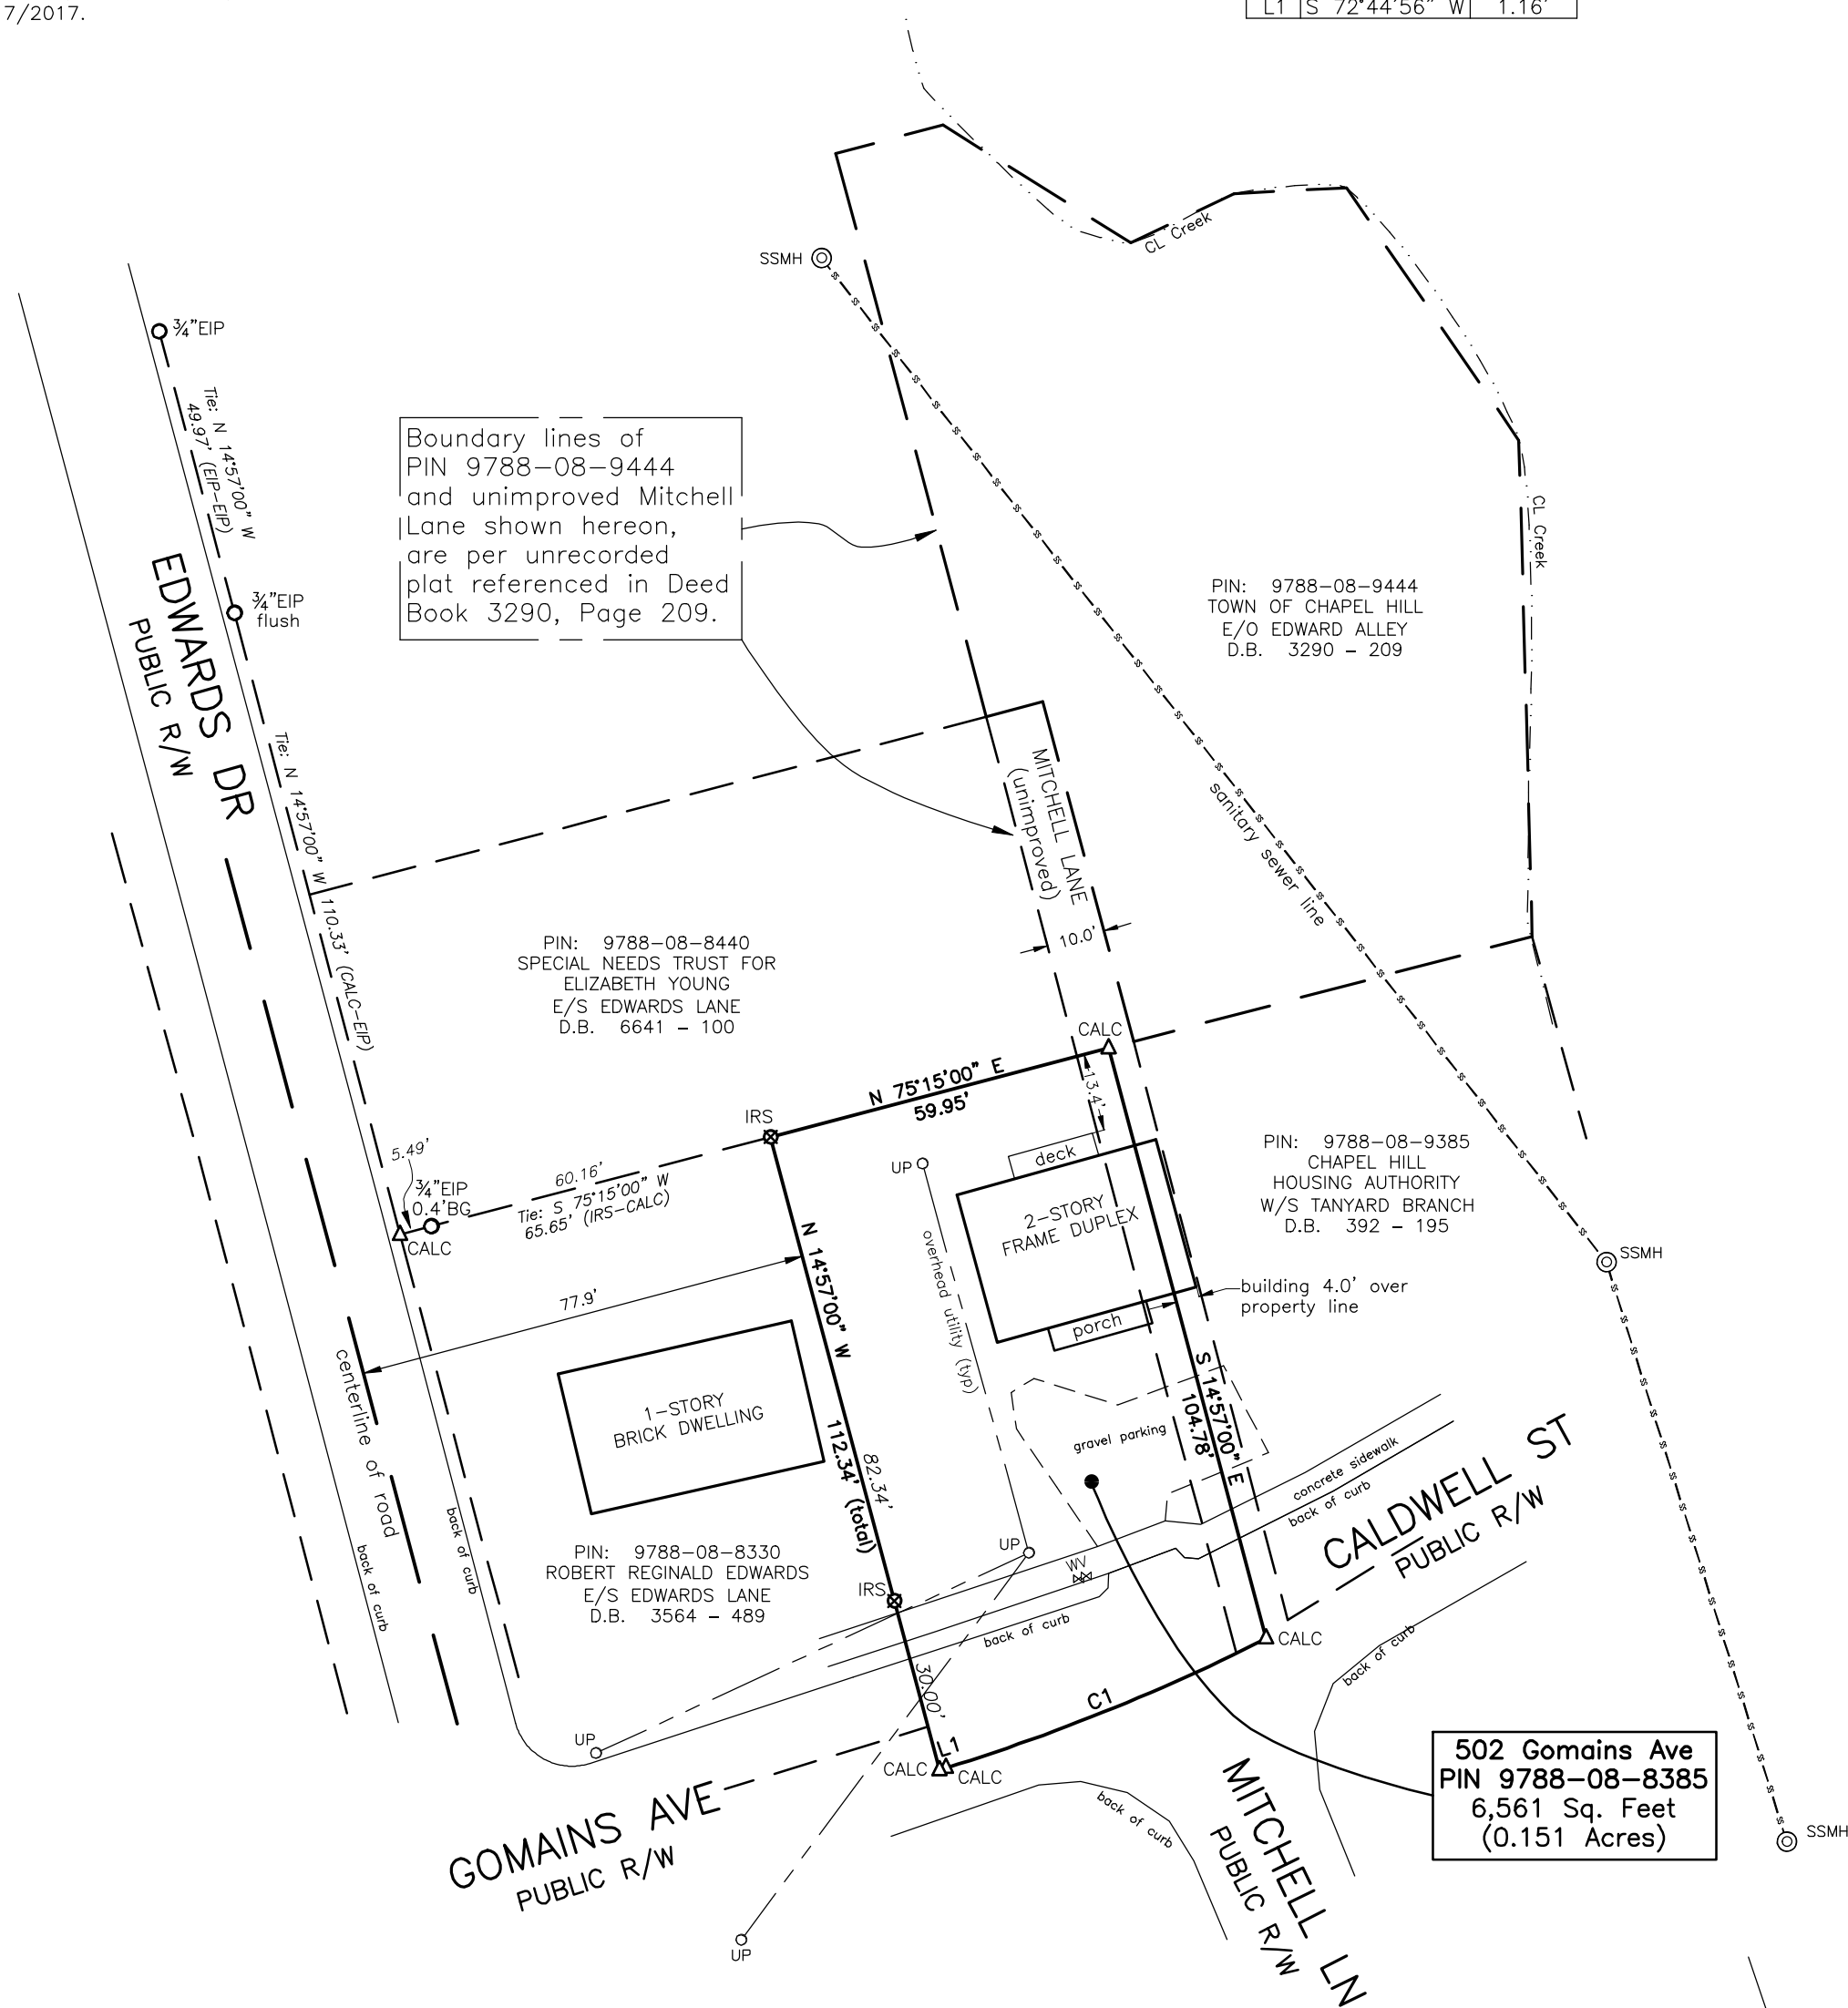 7/2017.
L1 S 72°44'56" W 1.16'
CL Creek
SSMH
3/4"EIP
Tie: N 14°57'00" W
49.97' (EIP-EIP)
Boundary lines of
PIN 9788-08-9444
and unimproved Mitchell
Lane shown hereon,
are per unrecorded
plat referenced in Deed
Book 3290, Page 209.
CL Creek
3/4"EIP
flush
EDWARDS DR
PUBLIC R/W
PIN: 9788-08-9444
TOWN OF CHAPEL HILL
E/O EDWARD ALLEY
D.B. 3290 - 209
Tie: N 14°57'00" W 110.33' (CALC-EIP)
MITCHELL LANE
(unimproved)
10.0'
sanitary sewer line
PIN: 9788-08-8440
SPECIAL NEEDS TRUST FOR
ELIZABETH YOUNG
E/S EDWARDS LANE
D.B. 6641 - 100
CALC
N 75°15'00" E
59.95'
13.4'
IRS
5.49'
3/4"EIP
0.4'BG
CALC
60.16'
Tie: S 75°15'00" W
65.65' (IRS-CALC)
UP
deck
2-STORY
FRAME DUPLEX
porch
PIN: 9788-08-9385
CHAPEL HILL
HOUSING AUTHORITY
W/S TANYARD BRANCH
D.B. 392 - 195
SSMH
building 4.0' over
property line
overhead utility (typ)
77.9'
N 14°57'00" W
112.34' (total)
82.34'
S 14°57'00" E
104.78'
1-STORY
BRICK DWELLING
centerline of road
back of curb
back of curb
gravel parking
concrete sidewalk
back of curb
CALDWELL ST
PUBLIC R/W
PIN: 9788-08-8330
ROBERT REGINALD EDWARDS
E/S EDWARDS LANE
D.B. 3564 - 489
UP
WV
IRS
back of curb
30.00'
CALC
back of curb
C1
L1
UP
CALC
CALC
GOMAINS AVE
PUBLIC R/W
back of curb
MITCHELL LN
PUBLIC R/W
502 Gomains Ave
PIN 9788-08-8385
6,561 Sq. Feet
(0.151 Acres)
SSMH
UP